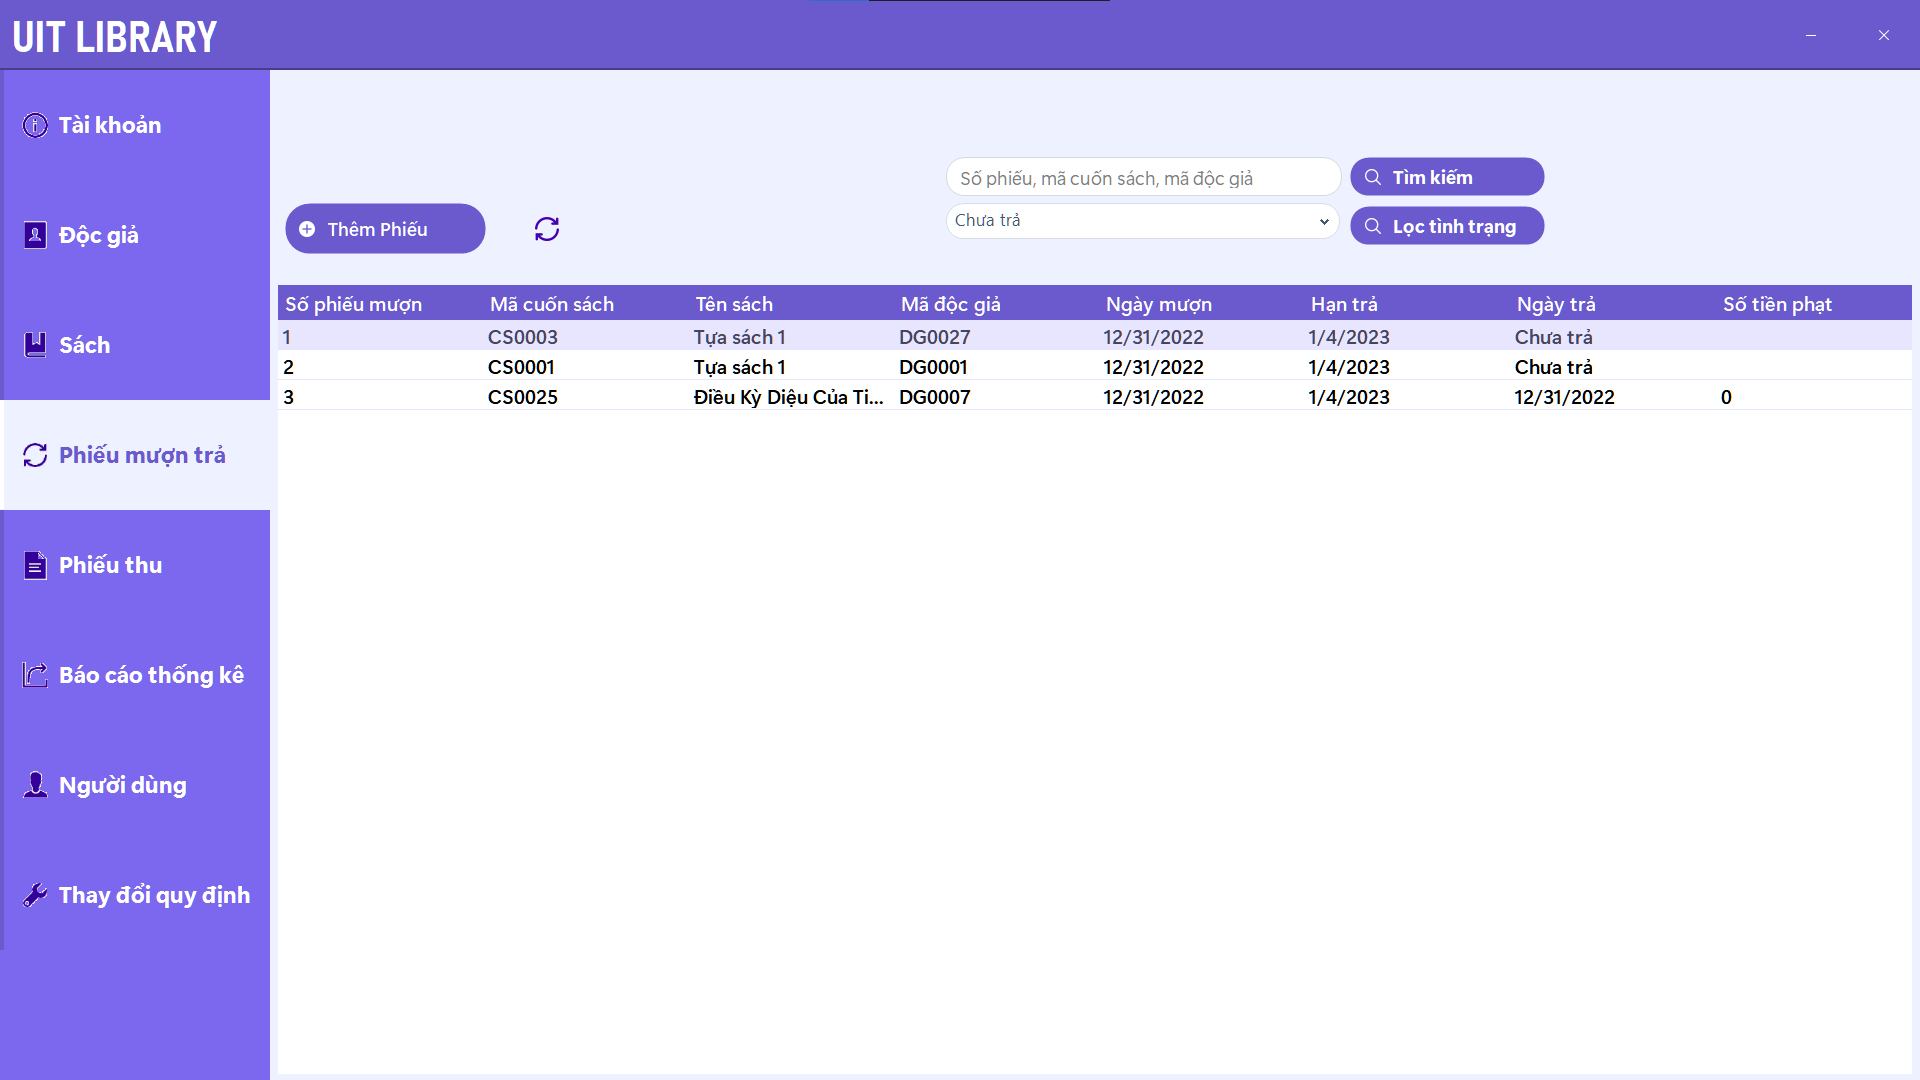 UIT LIBRARY
Tài khoản
Độc giả
Sách
Phiếu mượn trả
Phiếu thu
Báo cáo thống kê
Người dùng
Thay đổi quy định
Số phiếu, mã cuốn sách, mã độc giả
Tìm kiếm
Thêm Phiếu
Chưa trả
Lọc tình trạng
Số phiếu mượn Mã cuốn sách Tên sách Mã độc giả Ngày mượn Hạn trả Ngày trả Số tiền phạt
1 CS0003 Tựa sách 1 DG0027 12/31/2022 1/4/2023 Chưa trả
2 CS0001 Tựa sách 1 DG0001 12/31/2022 1/4/2023 Chưa trả
3 CS0025 Điều Kỳ Diệu Của Ti... DG0007 12/31/2022 1/4/2023 12/31/2022 0